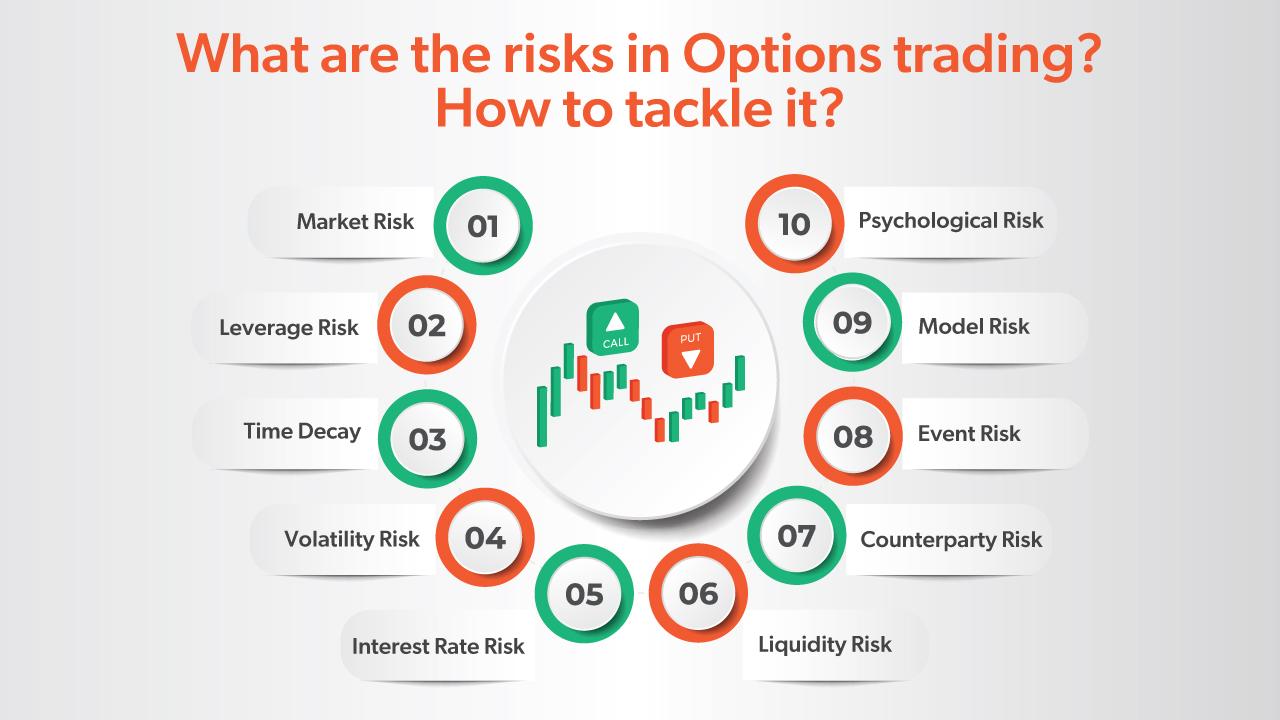 What are the risks in Options trading?
How to tackle it?
Market Risk
01
Leverage Risk
02
Time Decay
03
Volatility Risk
04
Interest Rate Risk
05
06
Liquidity Risk
07
Counterparty Risk
08
Event Risk
09
Model Risk
10
Psychological Risk
CALL
PUT